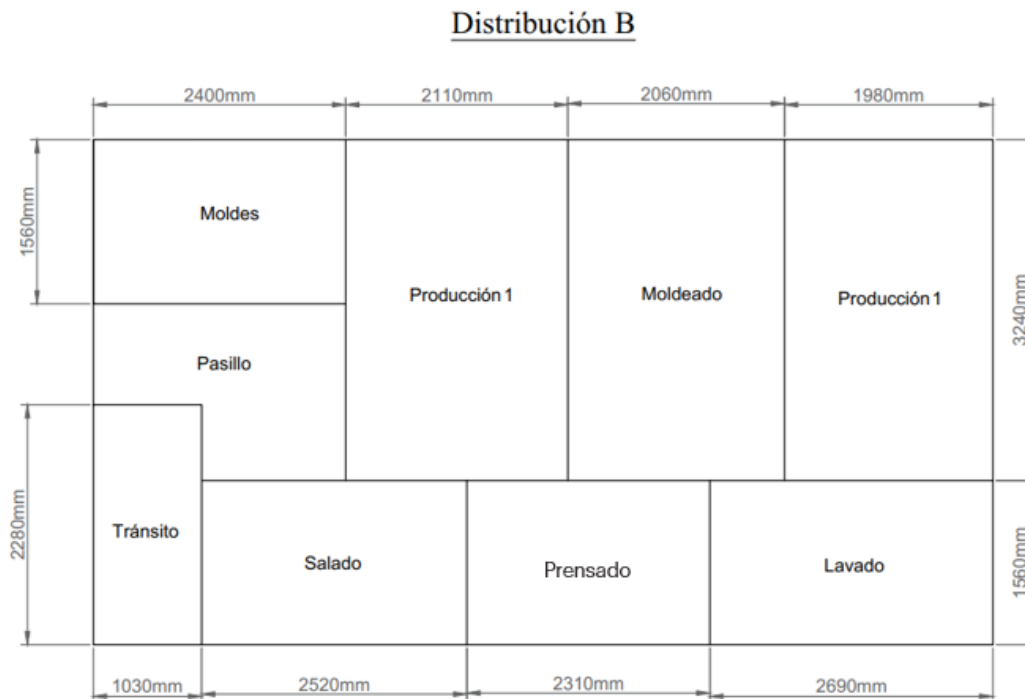 Distribución B
2400mm
2110mm
2060mm
1980mm
1560mm
Moldes
Producción 1
Moldeado
Producción 1
3240mm
Pasillo
2280mm
Tránsito
Salado
Prensado
Lavado
1560mm
1030mm
2520mm
2310mm
2690mm